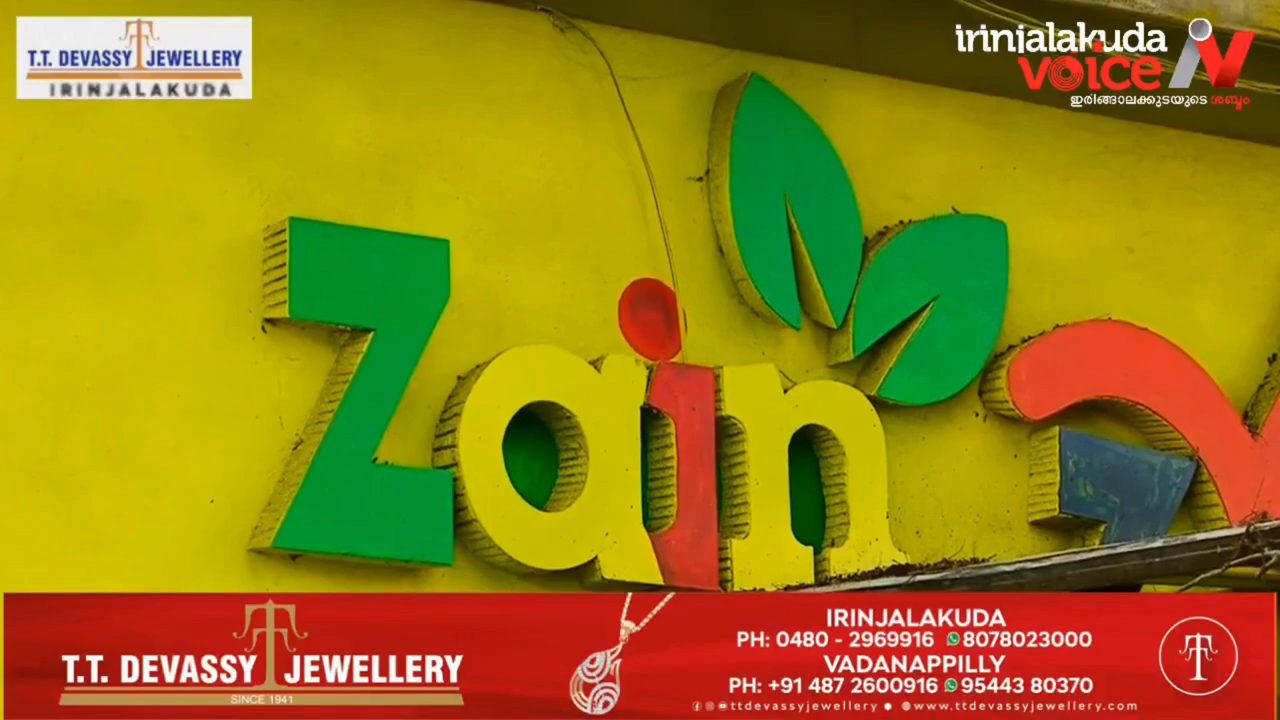 T.T. DEVASSY JEWELLERY
IRINJALAKUDA
irinjalakuda
voice
ഇരിങ്ങാലക്കുടയുടെ ശബ്ദം
Zain
T.T. DEVASSY JEWELLERY
SINCE 1941
IRINJALAKUDA
PH: 0480 - 2969916 8078023000
VADANAPPILLY
PH: +91 487 2600916 95443 80370
ttdevassyjewellery www.ttdevassyjewellery.com